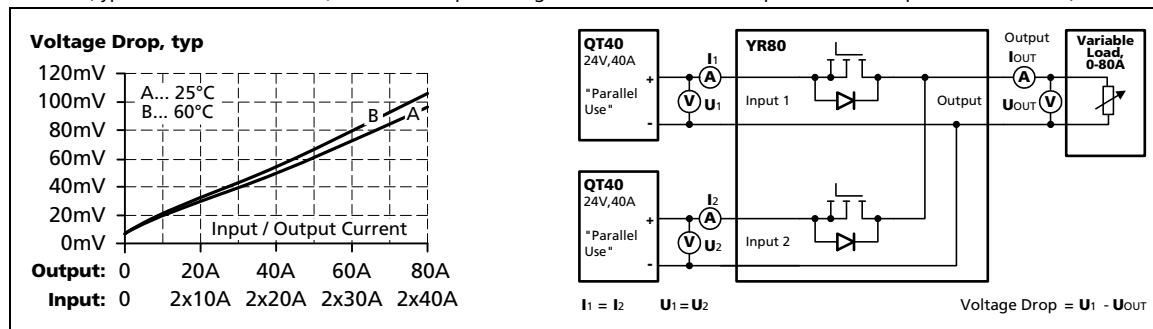 Voltage Drop, typ
120mV
100mV
80mV
60mV
40mV
20mV
0mV
A... 25°C
B... 60°C
B
A
Input / Output Current
Output: 0 20A 40A 60A 80A
Input: 0 2x10A 2x20A 2x30A 2x40A
QT40
24V,40A
"Parallel
Use"
+
-
I1
A
V U1
YR80
Input 1
Output
Output
IOUT
A
UOUT V
Variable
Load,
0-80A
QT40
24V,40A
"Parallel
Use"
+
-
I2
A
V U2
Input 2
I1 = I2 U1 = U2
Voltage Drop = U1 - UOUT